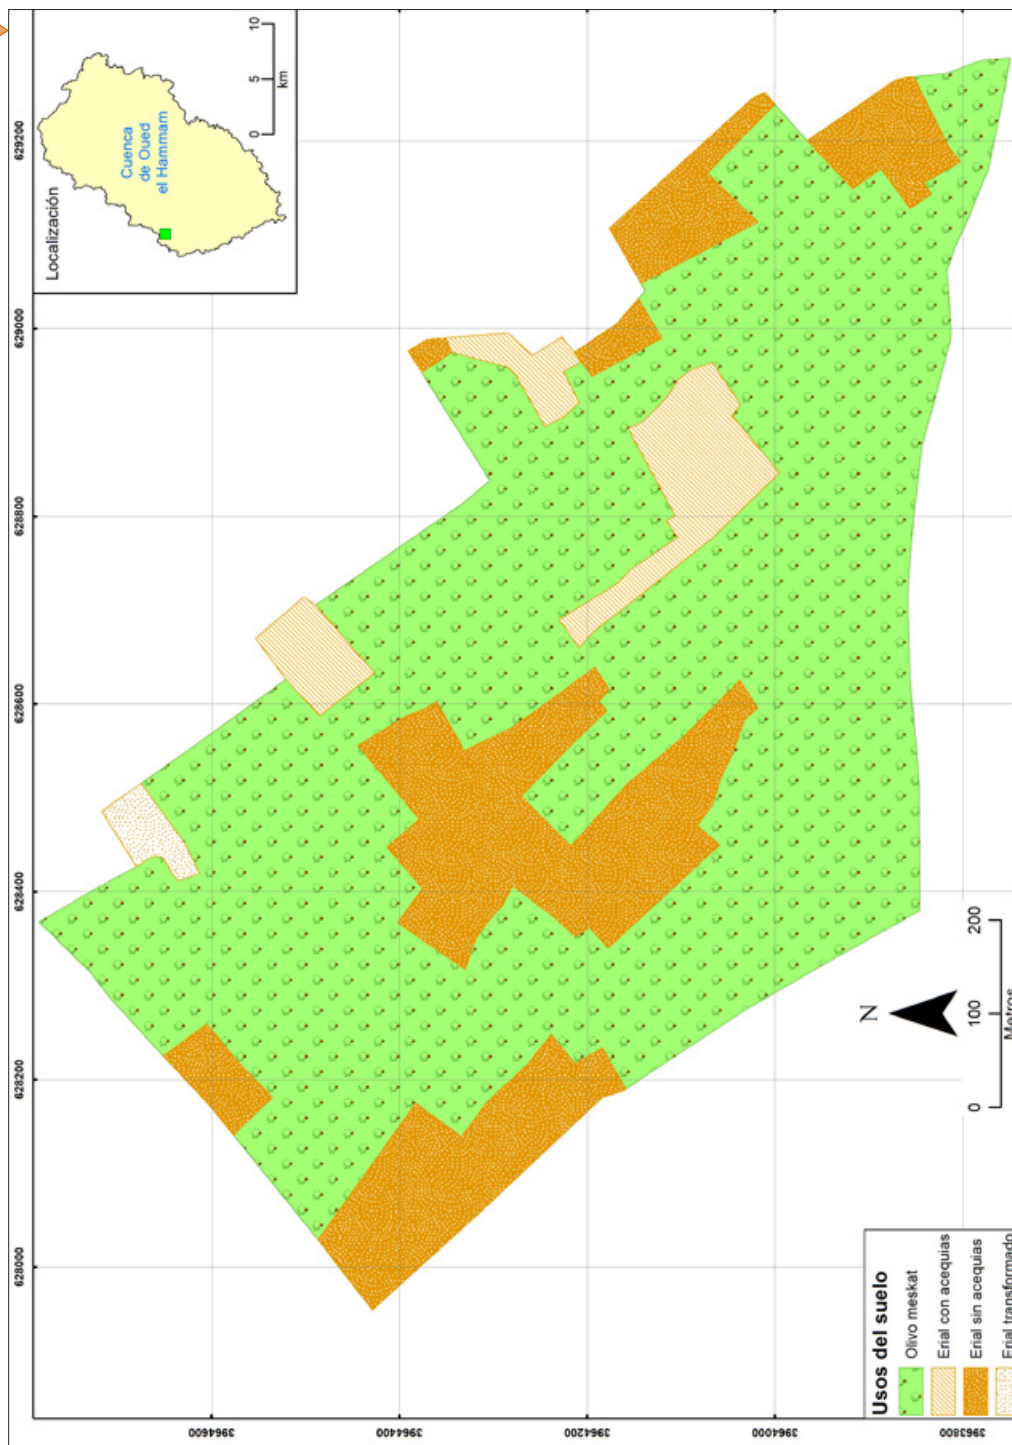 Localización
Cuenca
de Oued
el Hammam
0 5 10
km
628000
628200
628400
628600
628800
629000
629200
3964600
3964400
3964200
3964000
3963800
N
0 100 200
Metros
Usos del suelo
Olivo meskat
Erial con acequias
Erial sin acequias
Erial transformado